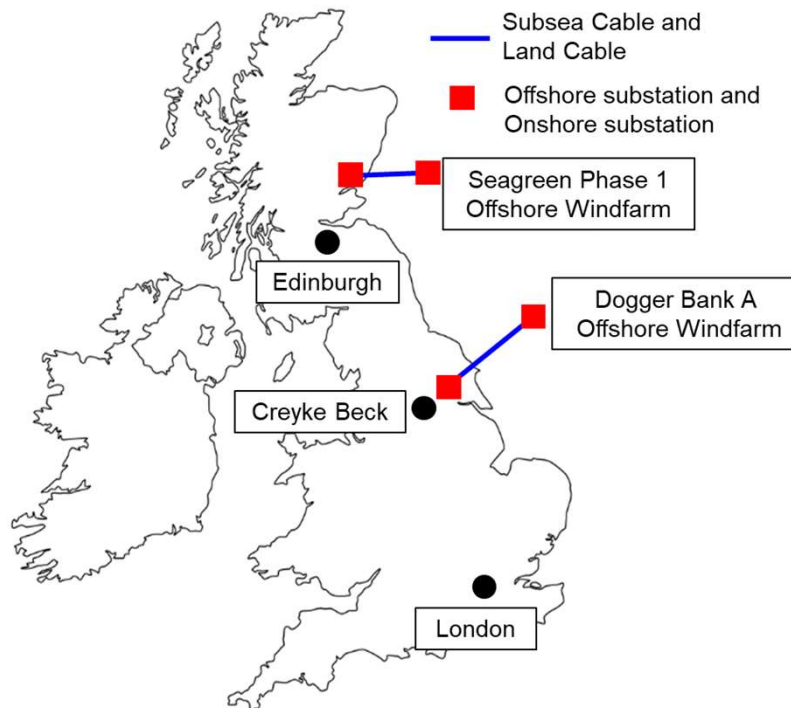 Subsea Cable and
Land Cable
Offshore substation and
Onshore substation
Seagreen Phase 1
Offshore Windfarm
Edinburgh
Dogger Bank A
Offshore Windfarm
Creyke Beck
London